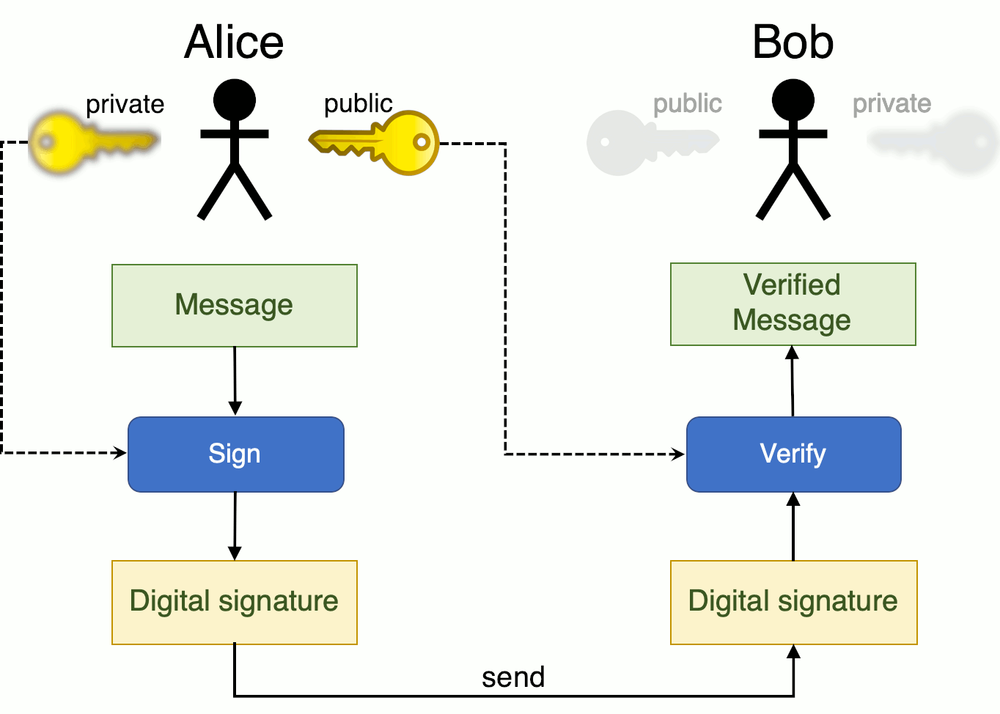 Alice
Bob
private
public
public
private
Message
Verified
Message
Sign
Verify
Digital signature
Digital signature
send